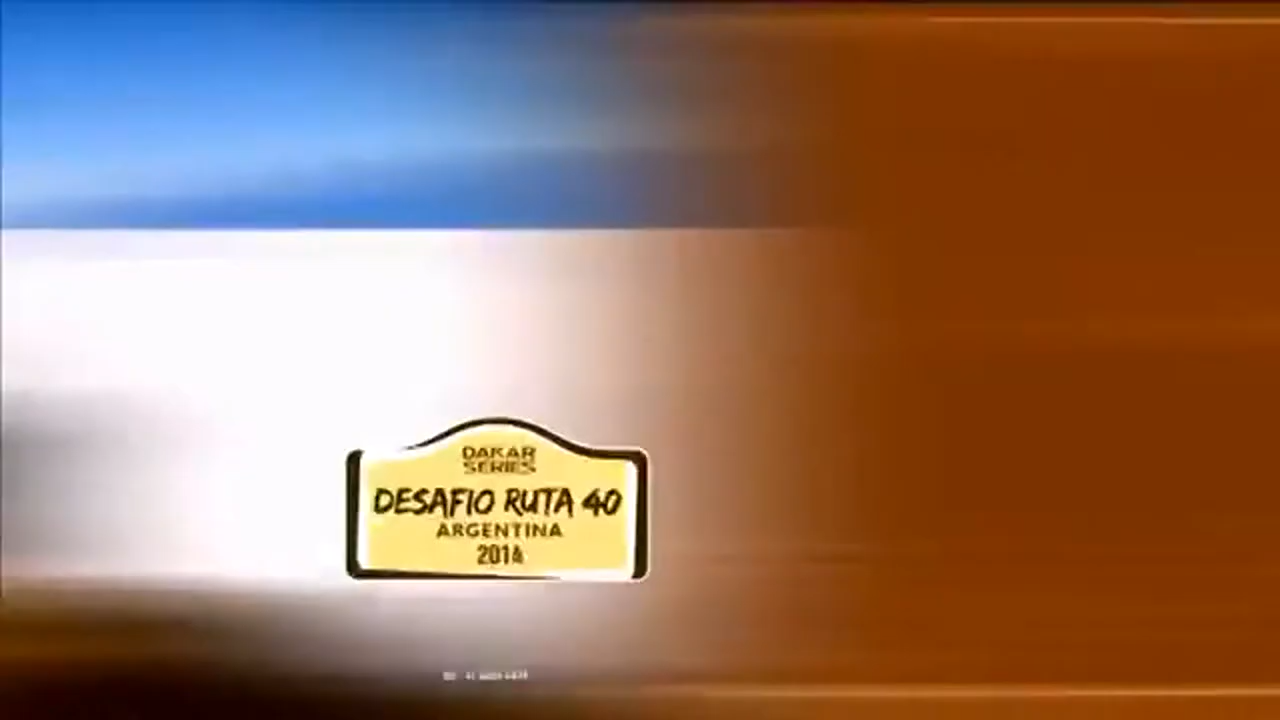 DAKAR
SERIES
DESAFIO RUTA 40
ARGENTINA
2014